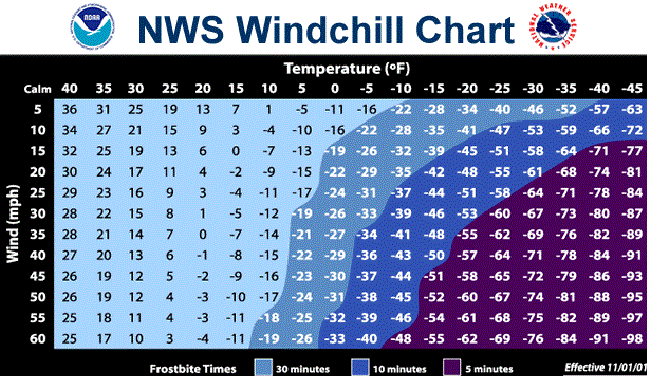 NOAA
NWS Windchill Chart
Temperature (ºF)
Calm 40 35 30 25 20 15 10 5 0 -5 -10 -15 -20 -25 -30 -35 -40 -45
5 36 31 25 19 13 7 1 -5 -11 -16 -22 -28 -34 -40 -46 -52 -57 -63
10 34 27 21 15 9 3 -4 -10 -16 -22 -28 -35 -41 -47 -53 -59 -66 -72
15 32 25 19 13 6 0 -7 -13 -19 -26 -32 -39 -45 -51 -58 -64 -71 -77
20 30 24 17 11 4 -2 -9 -15 -22 -29 -35 -42 -48 -55 -61 -68 -74 -81
25 29 23 16 9 3 -4 -11 -17 -24 -31 -37 -44 -51 -58 -64 -71 -78 -84
30 28 22 15 8 1 -5 -12 -19 -26 -33 -39 -46 -53 -60 -67 -73 -80 -87
35 28 21 14 7 0 -7 -14 -21 -27 -34 -41 -48 -55 -62 -69 -76 -82 -89
40 27 20 13 6 -1 -8 -15 -22 -29 -36 -43 -50 -57 -64 -71 -78 -84 -91
45 26 19 12 5 -2 -9 -16 -23 -30 -37 -44 -51 -58 -65 -72 -79 -86 -93
50 26 19 12 4 -3 -10 -17 -24 -31 -38 -45 -52 -60 -67 -74 -81 -88 -95
55 25 18 11 4 -3 -11 -18 -25 -32 -39 -46 -54 -61 -68 -75 -82 -89 -97
60 25 17 10 3 -4 -11 -19 -26 -33 -40 -48 -55 -62 -69 -76 -84 -91 -98
Wind (mph)
Frostbite Times 30 minutes 10 minutes 5 minutes
Effective 11/01/01